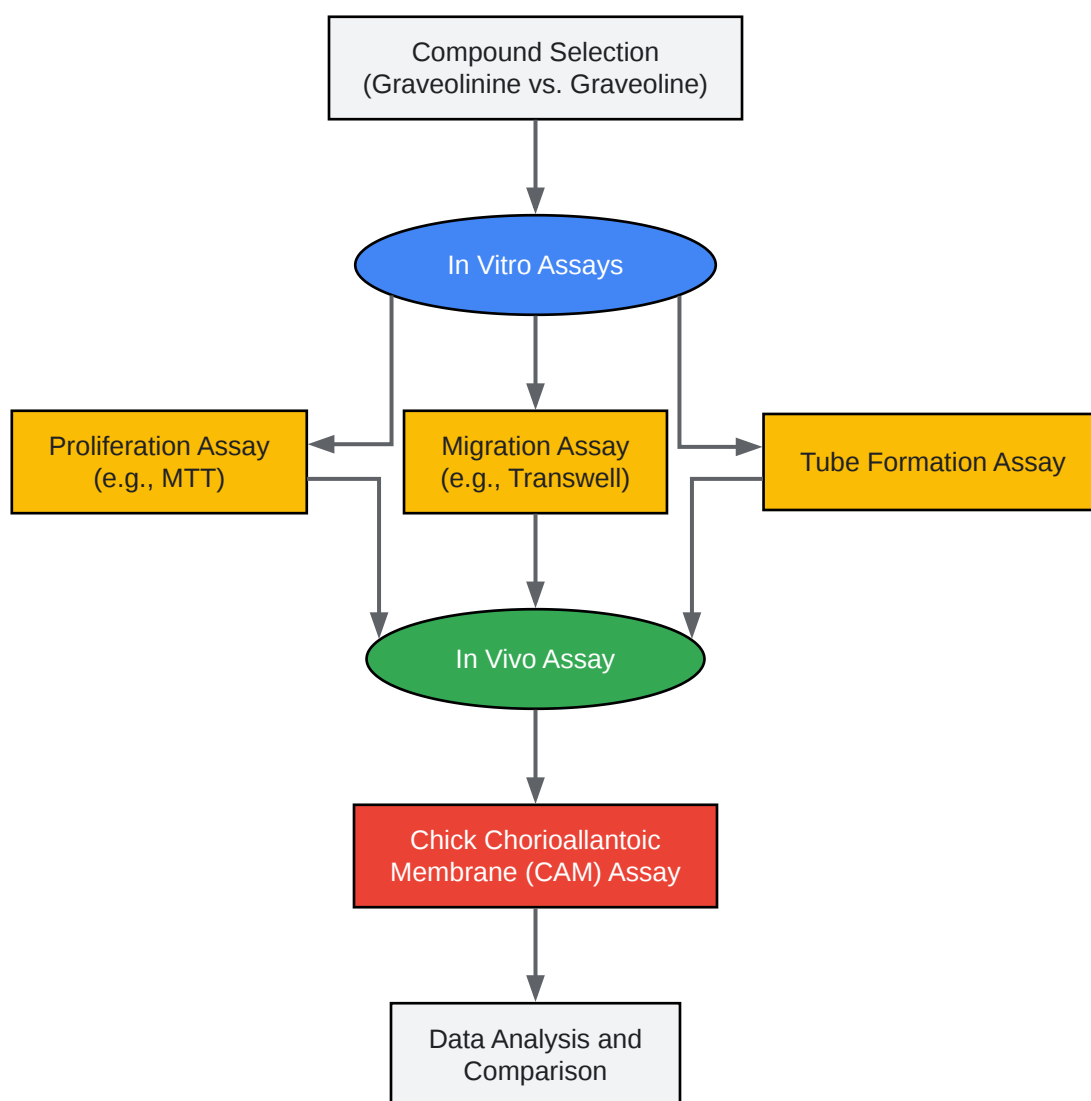 Compound Selection
(Graveolinine vs. Graveoline)
In Vitro Assays
Proliferation Assay
(e.g., MTT)
Migration Assay
(e.g., Transwell)
Tube Formation Assay
In Vivo Assay
Chick Chorioallantoic
Membrane (CAM) Assay
Data Analysis and
Comparison